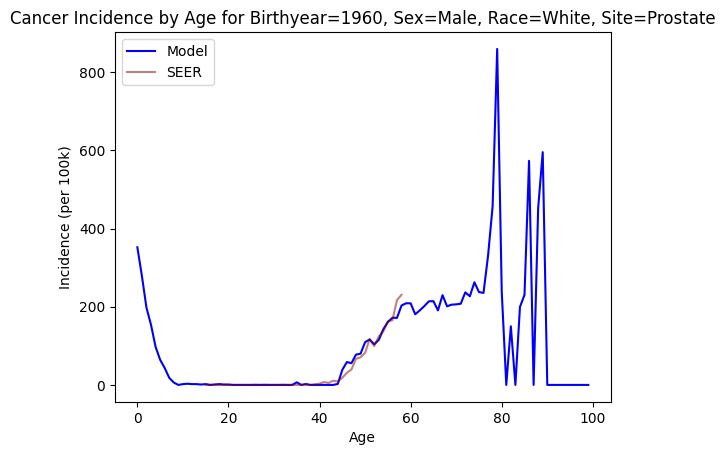 Cancer Incidence by Age for Birthyear=1960, Sex=Male, Race=White, Site=Prostate
Model
SEER
800
600
400
200
0
Incidence (per 100k)
0 20 40 60 80 100
Age